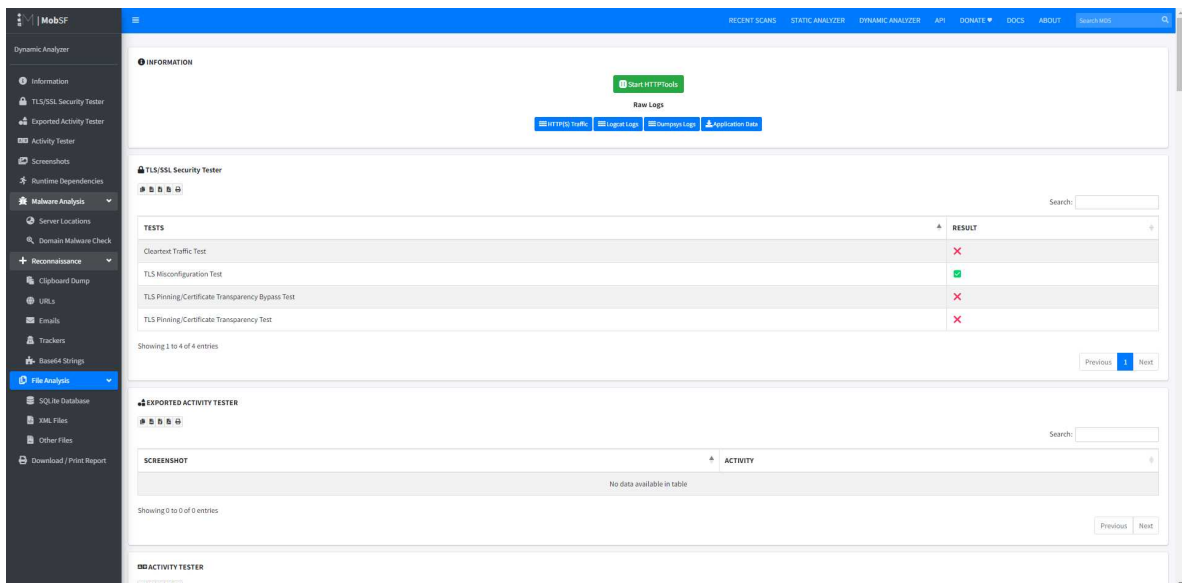 MobSF
RECENT SCANS STATIC ANALYZER DYNAMIC ANALYZER API DONATE ♥ DOCS ABOUT Search MD5
Dynamic Analyzer
Information
TLS/SSL Security Tester
Exported Activity Tester
Activity Tester
Screenshots
Runtime Dependencies
Malware Analysis
Server Locations
Domain Malware Check
Reconnaissance
Clipboard Dump
URLs
Emails
Trackers
Base64 Strings
File Analysis
SQLite Database
XML Files
Other Files
Download / Print Report
INFORMATION
Start HTTPTools
Raw Logs
HTTP(S) Traffic Logcat Logs Dumpsys Logs Application Data
TLS/SSL Security Tester
Search:
TESTS RESULT
Cleartext Traffic Test
TLS Misconfiguration Test
TLS Pinning/Certificate Transparency Bypass Test
TLS Pinning/Certificate Transparency Test
Showing 1 to 4 of 4 entries
Previous 1 Next
EXPORTED ACTIVITY TESTER
Search:
SCREENSHOT ACTIVITY
No data available in table
Showing 0 to 0 of 0 entries
Previous Next
ACTIVITY TESTER